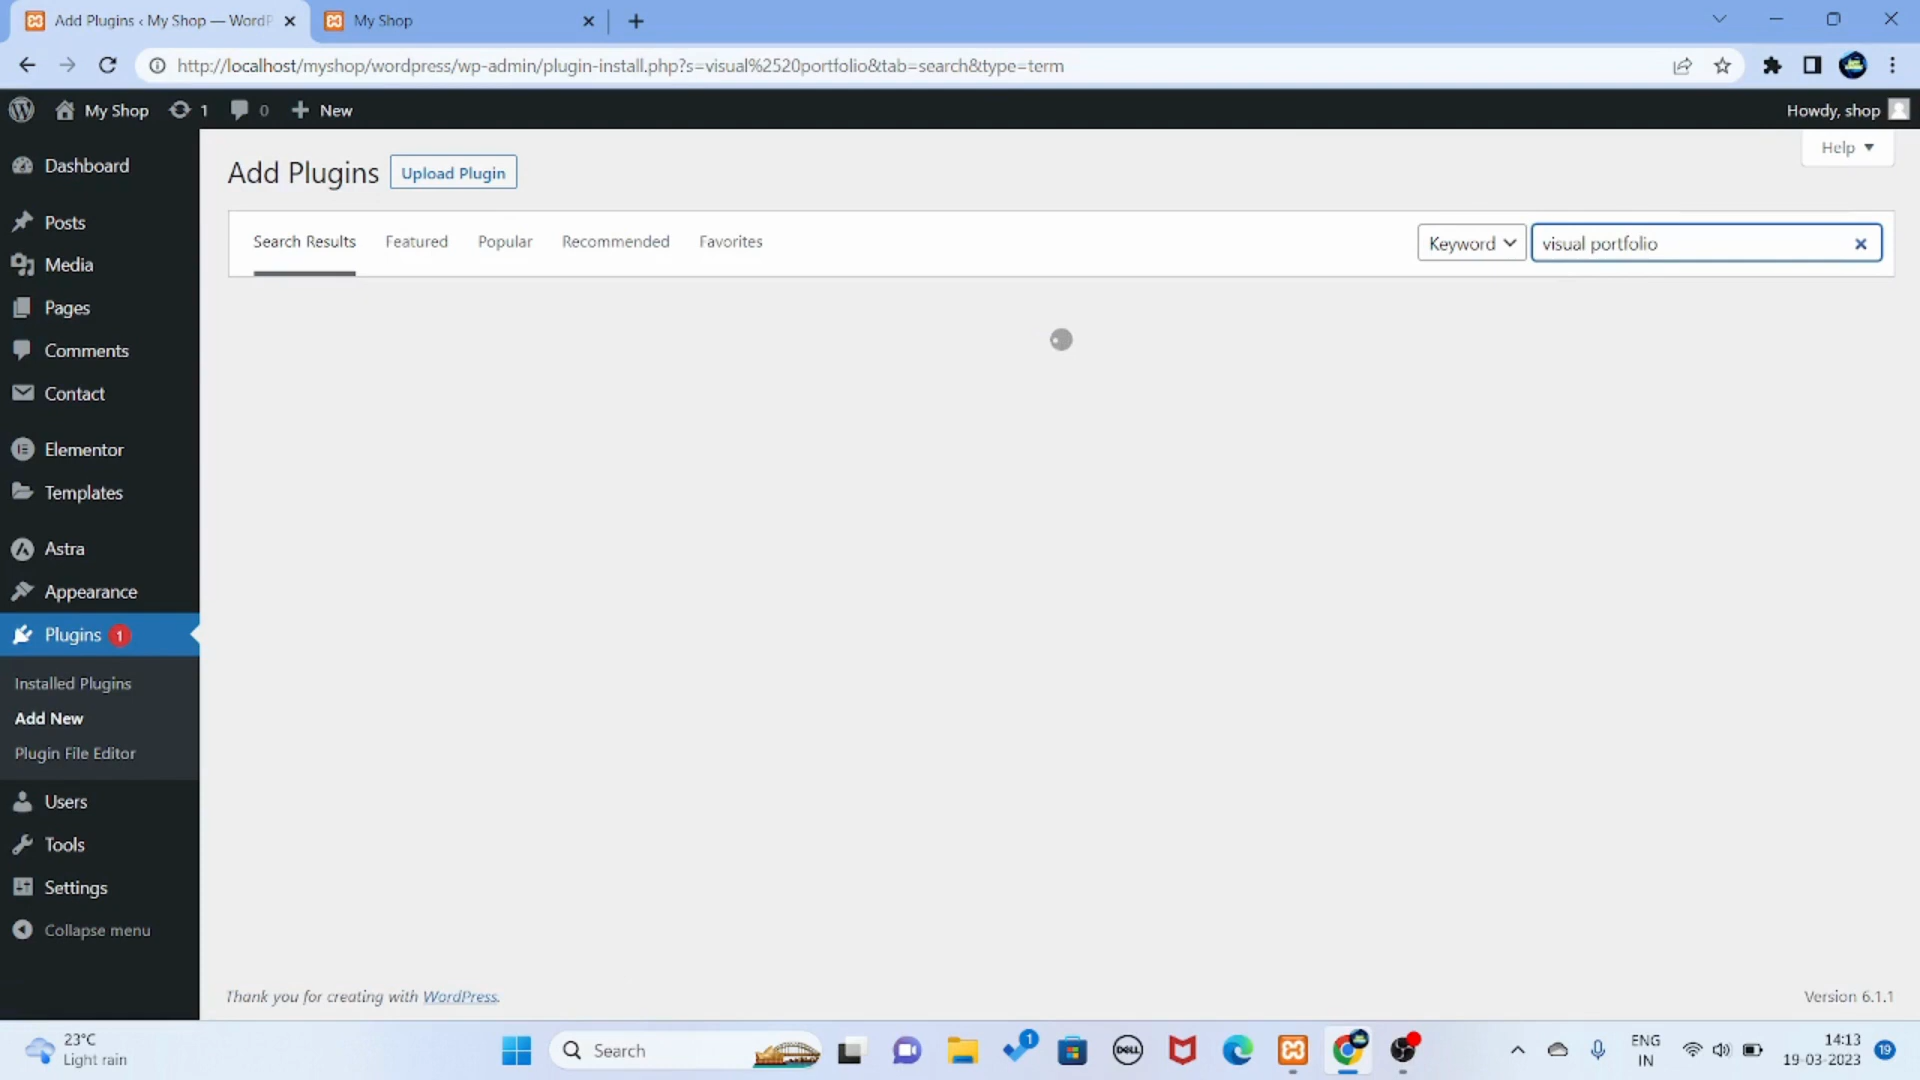 Add Plugins ‹ My Shop — WordP
My Shop
http://localhost/myshop/wordpress/wp-admin/plugin-install.php?s=visual%2520portfolio&tab=search&type=term
My Shop
1
0
New
Howdy, shop
Dashboard
Posts
Media
Pages
Comments
Contact
Elementor
Templates
Astra
Appearance
Plugins 1
Installed Plugins
Add New
Plugin File Editor
Users
Tools
Settings
Collapse menu
Help
Add Plugins
Upload Plugin
Search Results
Featured
Popular
Recommended
Favorites
Keyword
visual portfolio
Thank you for creating with WordPress.
Version 6.1.1
23°C
Light rain
Search
1
DELL
ENG
IN
14:13
19-03-2023
19